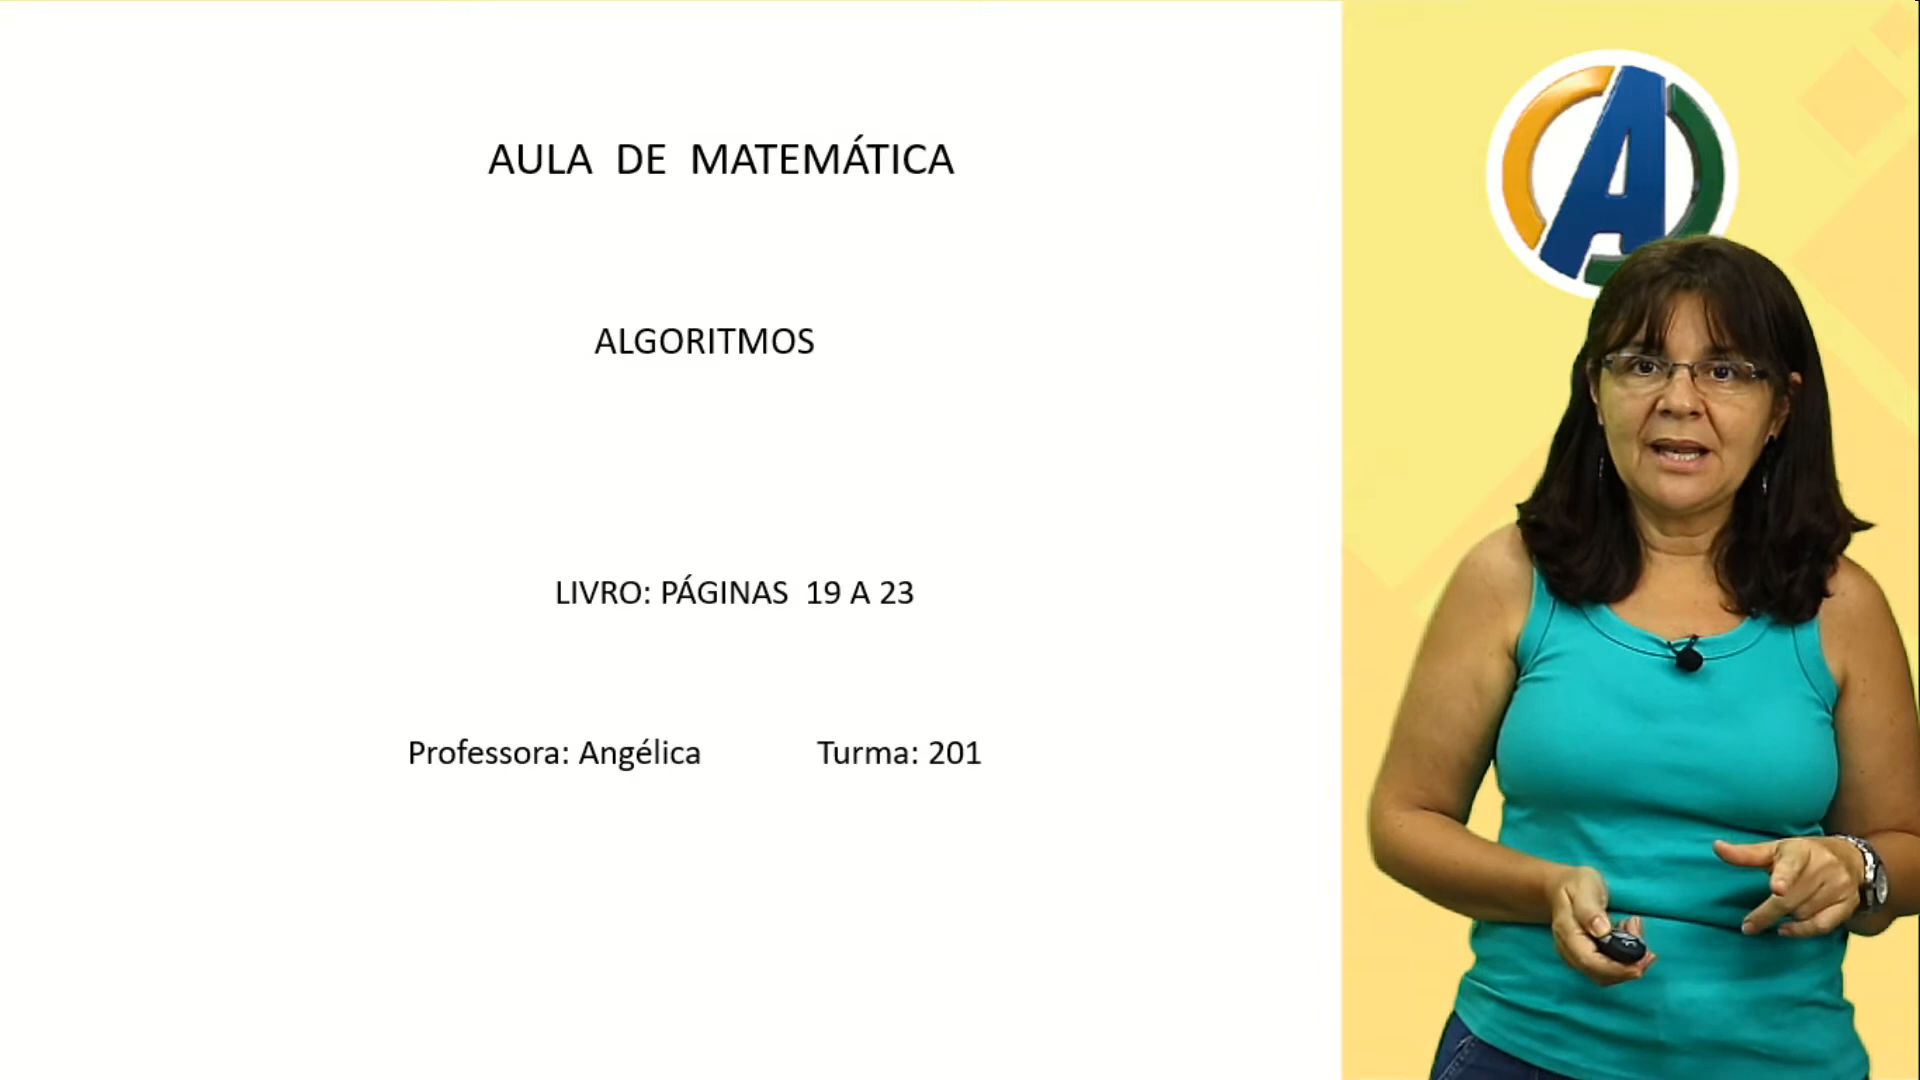 AULA DE MATEMÁTICA
ALGORITMOS
LIVRO: PÁGINAS 19 A 23
Professora: Angélica Turma: 201
A